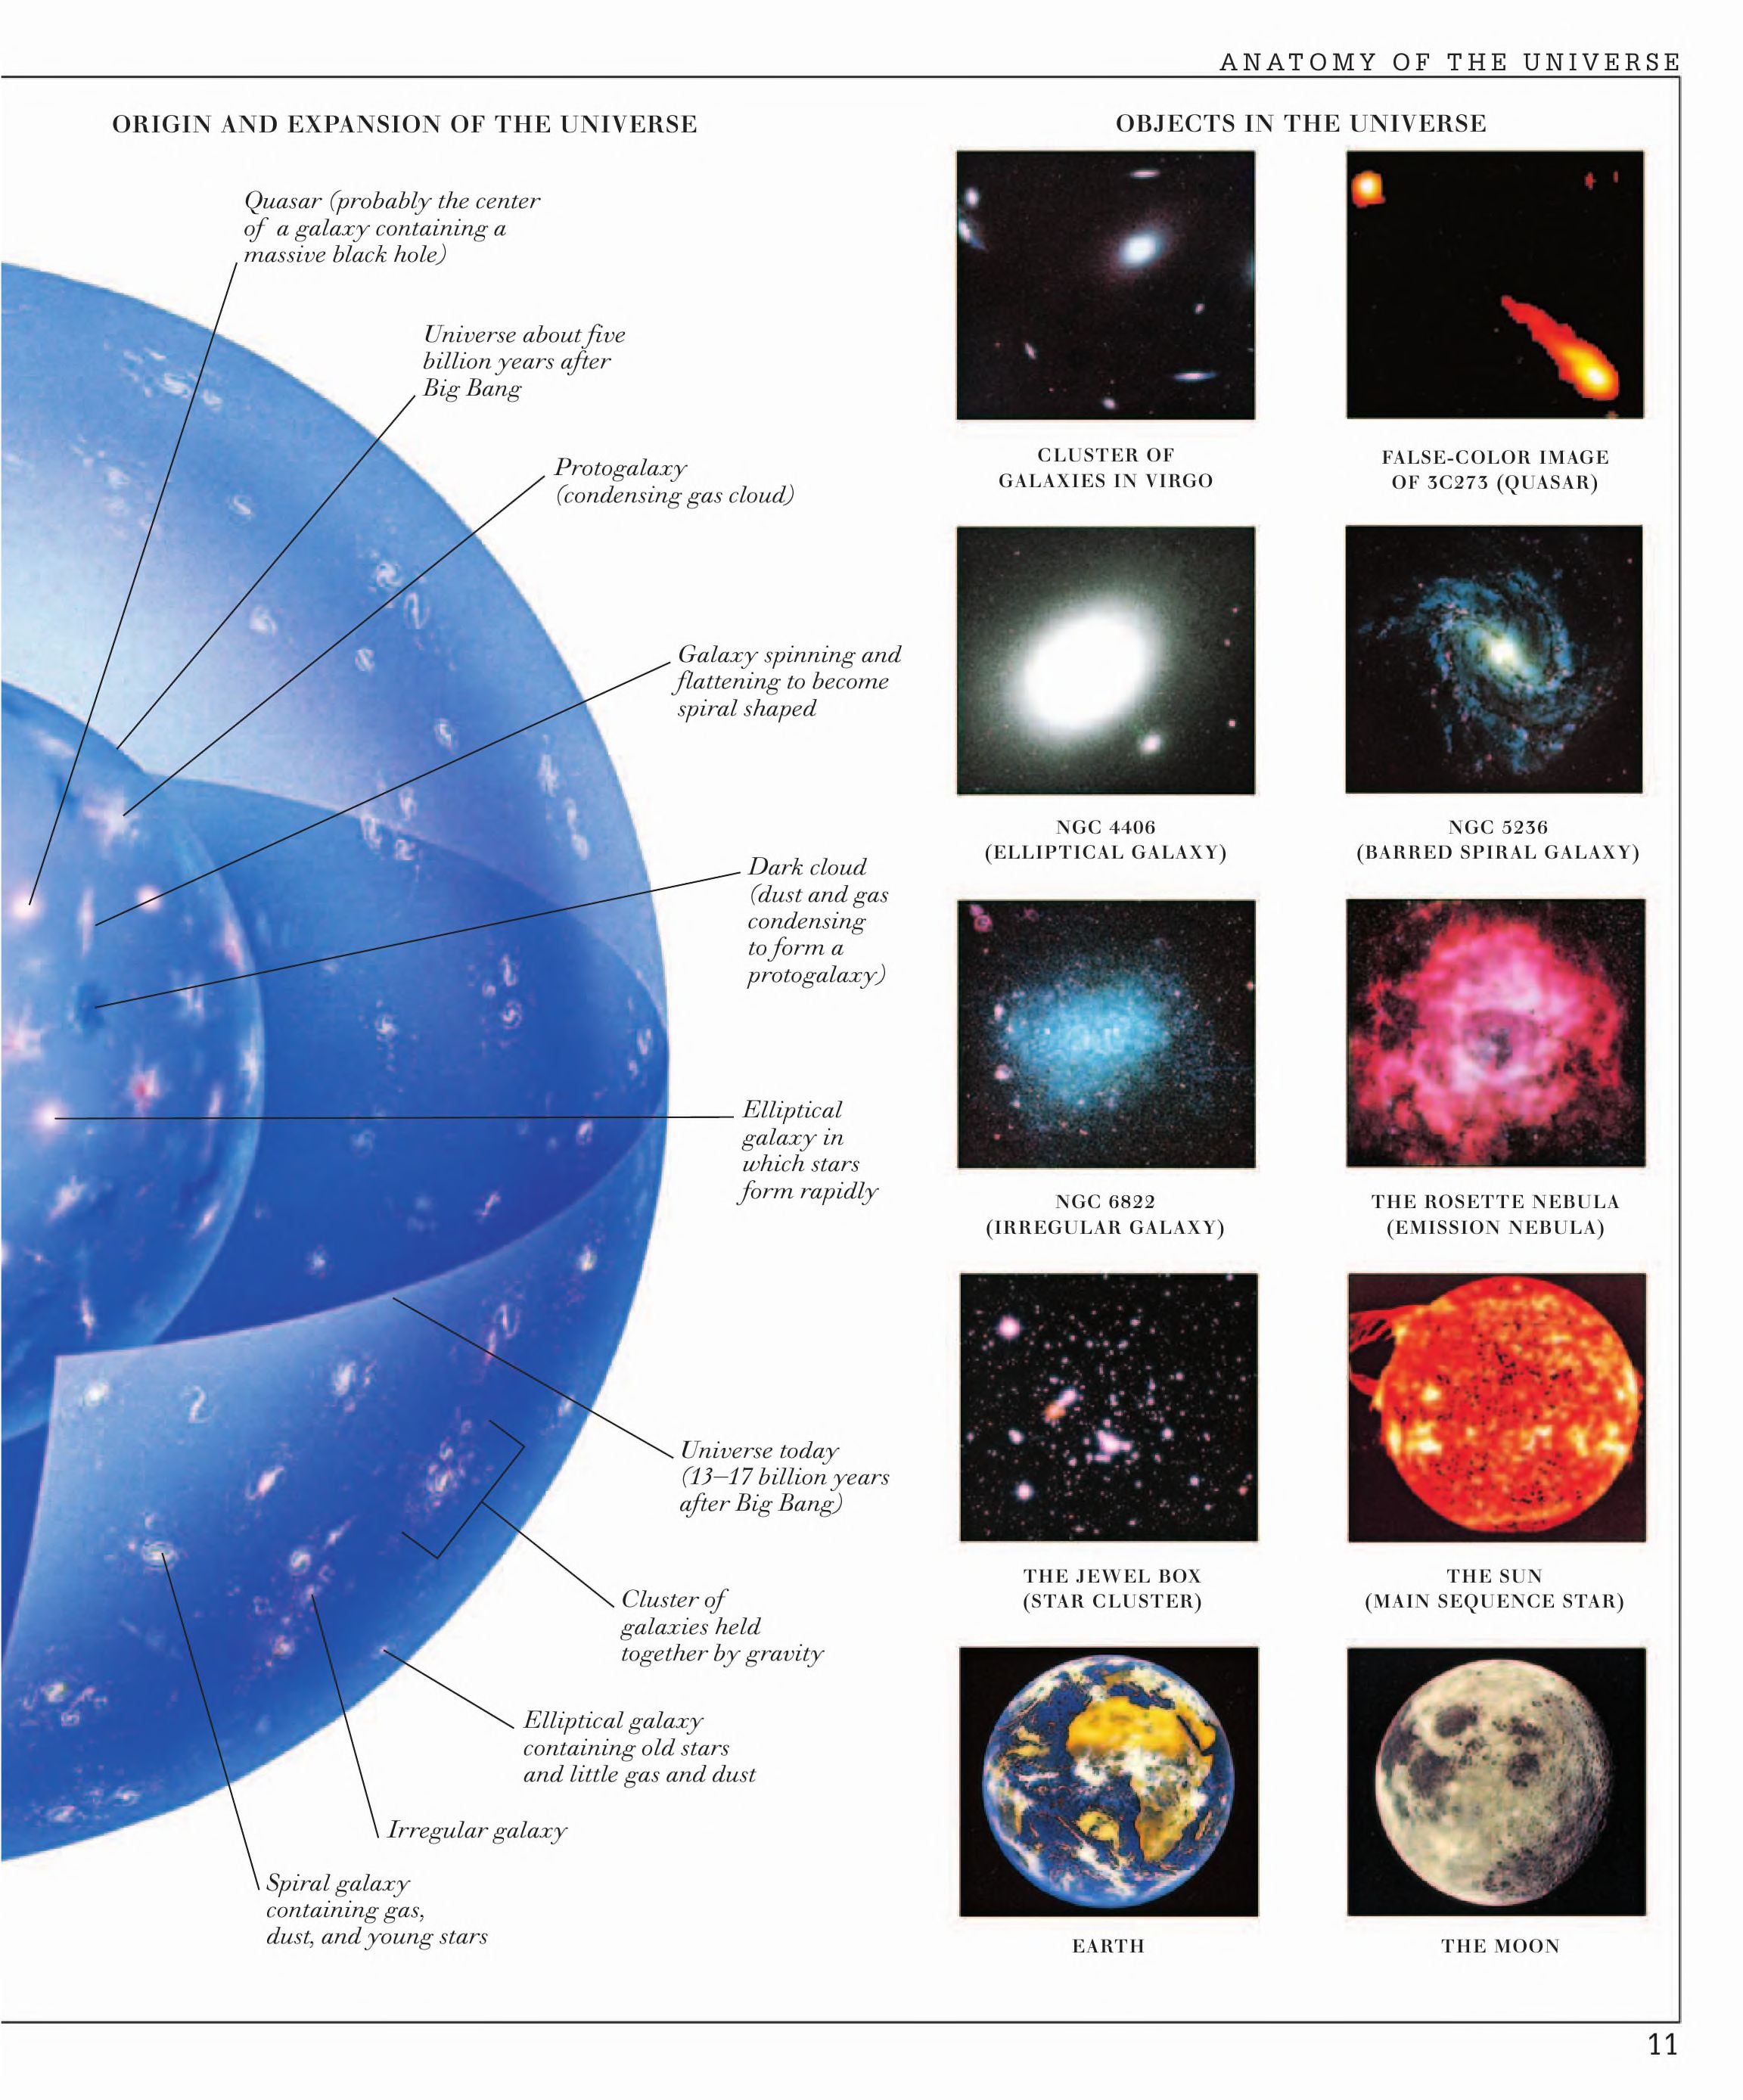 ANATOMY OF THE UNIVERSE
ORIGIN AND EXPANSION OF THE UNIVERSE
Quasar (probably the center
of a galaxy containing a
massive black hole)
Universe about five
billion years after
Big Bang
Protogalaxy
(condensing gas cloud)
Galaxy spinning and
flattening to become
spiral shaped
Dark cloud
(dust and gas
condensing
to form a
protogalaxy)
Elliptical
galaxy in
which stars
form rapidly
Universe today
(13–17 billion years
after Big Bang)
Cluster of
galaxies held
together by gravity
Elliptical galaxy
containing old stars
and little gas and dust
Irregular galaxy
Spiral galaxy
containing gas,
dust, and young stars
OBJECTS IN THE UNIVERSE
CLUSTER OF
GALAXIES IN VIRGO
FALSE-COLOR IMAGE
OF 3C273 (QUASAR)
NGC 4406
(ELLIPTICAL GALAXY)
NGC 5236
(BARRED SPIRAL GALAXY)
NGC 6822
(IRREGULAR GALAXY)
THE ROSETTE NEBULA
(EMISSION NEBULA)
THE JEWEL BOX
(STAR CLUSTER)
THE SUN
(MAIN SEQUENCE STAR)
EARTH
THE MOON
11